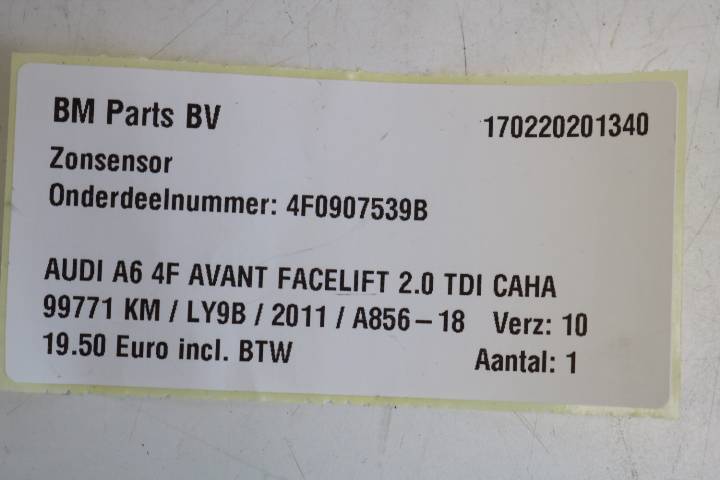 BM Parts BV 170220201340
Zonsensor
Onderdeelnummer: 4F0907539B
AUDI A6 4F AVANT FACELIFT 2.0 TDI CAHA
99771 KM / LY9B / 2011 / A856-18 Verz: 10
19.50 Euro incl. BTW Aantal: 1